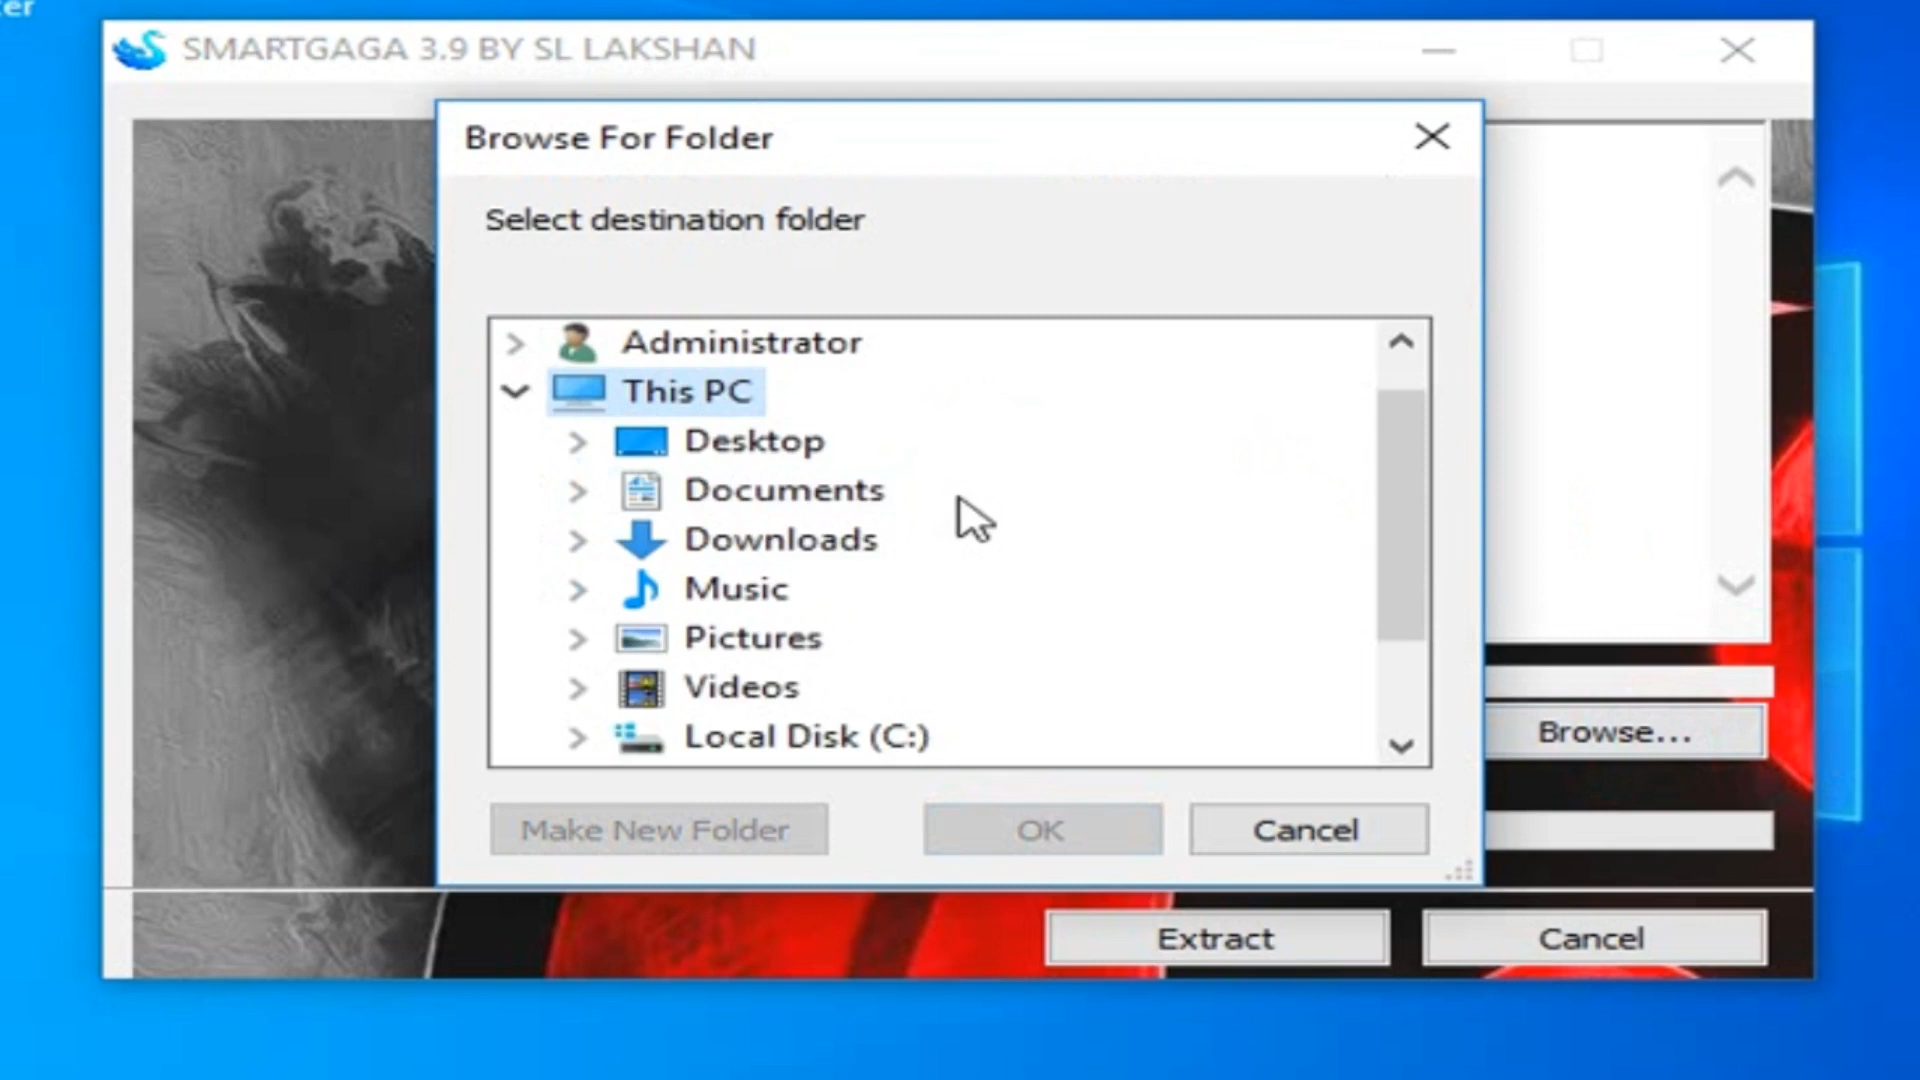 SMARTGAGA 3.9 BY SL LAKSHAN
Browse For Folder
Select destination folder
Administrator
This PC
Desktop
Documents
Downloads
Music
Pictures
Videos
Local Disk (C:)
Browse...
Make New Folder
OK
Cancel
Extract
Cancel